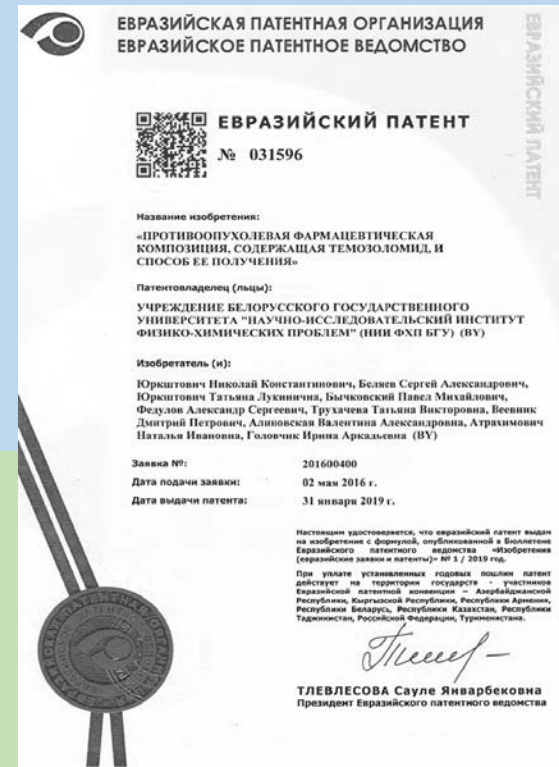 ЕВРАЗИЙСКАЯ ПАТЕНТНАЯ ОРГАНИЗАЦИЯ
ЕВРАЗИЙСКОЕ ПАТЕНТНОЕ ВЕДОМСТВО
ЕВРАЗИЙСКИЙ ПАТЕНТ
ЕВРАЗИЙСКИЙ ПАТЕНТ
№ 031596
Название изобретения:
«ПРОТИВООПУХОЛЕВАЯ ФАРМАЦЕВТИЧЕСКАЯ
КОМПОЗИЦИЯ, СОДЕРЖАЩАЯ ТЕМОЗОЛОМИД, И
СПОСОБ ЕЕ ПОЛУЧЕНИЯ»
Патентовладелец (льцы):
УЧРЕЖДЕНИЕ БЕЛОРУССКОГО ГОСУДАРСТВЕННОГО
УНИВЕРСИТЕТА "НАУЧНО-ИССЛЕДОВАТЕЛЬСКИЙ ИНСТИТУТ
ФИЗИКО-ХИМИЧЕСКИХ ПРОБЛЕМ" (НИИ ФХП БГУ) (BY)
Изобретатель (и):
Юркштович Николай Константинович, Беляев Сергей Александрович,
Юркштович Татьяна Лукинична, Бычковский Павел Михайлович,
Федулов Александр Сергеевич, Трухачева Татьяна Викторовна, Веевник
Дмитрий Петрович, Алиновская Валентина Александровна, Атрахимович
Наталья Ивановна, Головчик Ирина Аркадьевна (BY)
Заявка №: 201600400
Дата подачи заявки: 02 мая 2016 г.
Дата выдачи патента: 31 января 2019 г.
Настоящим удостоверяется, что евразийский патент выдан
на изобретение с формулой, опубликованной в Бюллетене
Евразийского патентного ведомства «Изобретения
(евразийские заявки и патенты)» № 1 / 2019 год.
При уплате установленных годовых пошлин патент
действует на территории государств - участников
Евразийской патентной конвенции – Азербайджанской
Республики, Кыргызской Республики, Республики Армения,
Республики Беларусь, Республики Казахстан, Республики
Таджикистан, Российской Федерации, Туркменистана.
ТЛЕВЛЕСОВА Сауле Январбековна
Президент Евразийского патентного ведомства